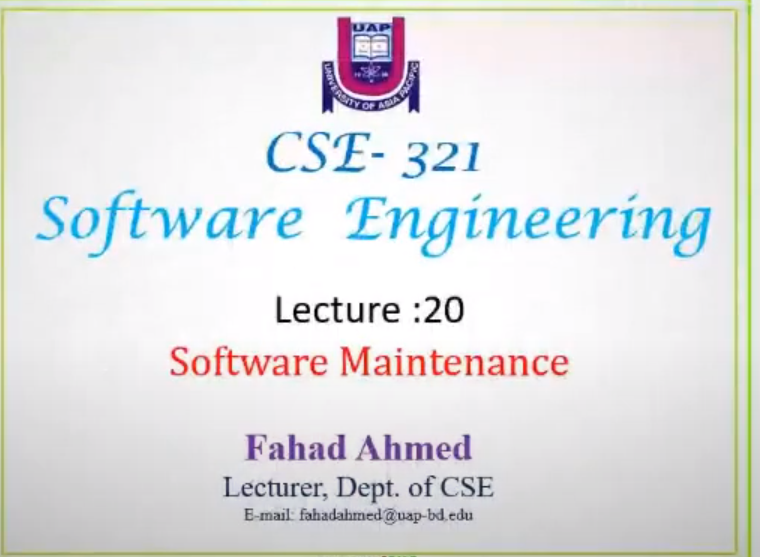 UAP
UNIVERSITY OF ASIA PACIFIC
CSE- 321
Software Engineering
Lecture :20
Software Maintenance
Fahad Ahmed
Lecturer, Dept. of CSE
E-mail: fahadahmed@uap-bd.edu